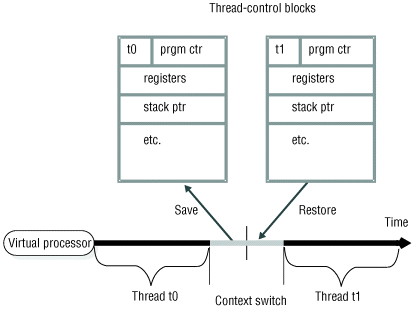 Thread-control blocks
t0 prgm ctr
registers
stack ptr
etc.
t1 prgm ctr
registers
stack ptr
etc.
Save
Restore
Time
Virtual processor
Thread t0
Context switch
Thread t1